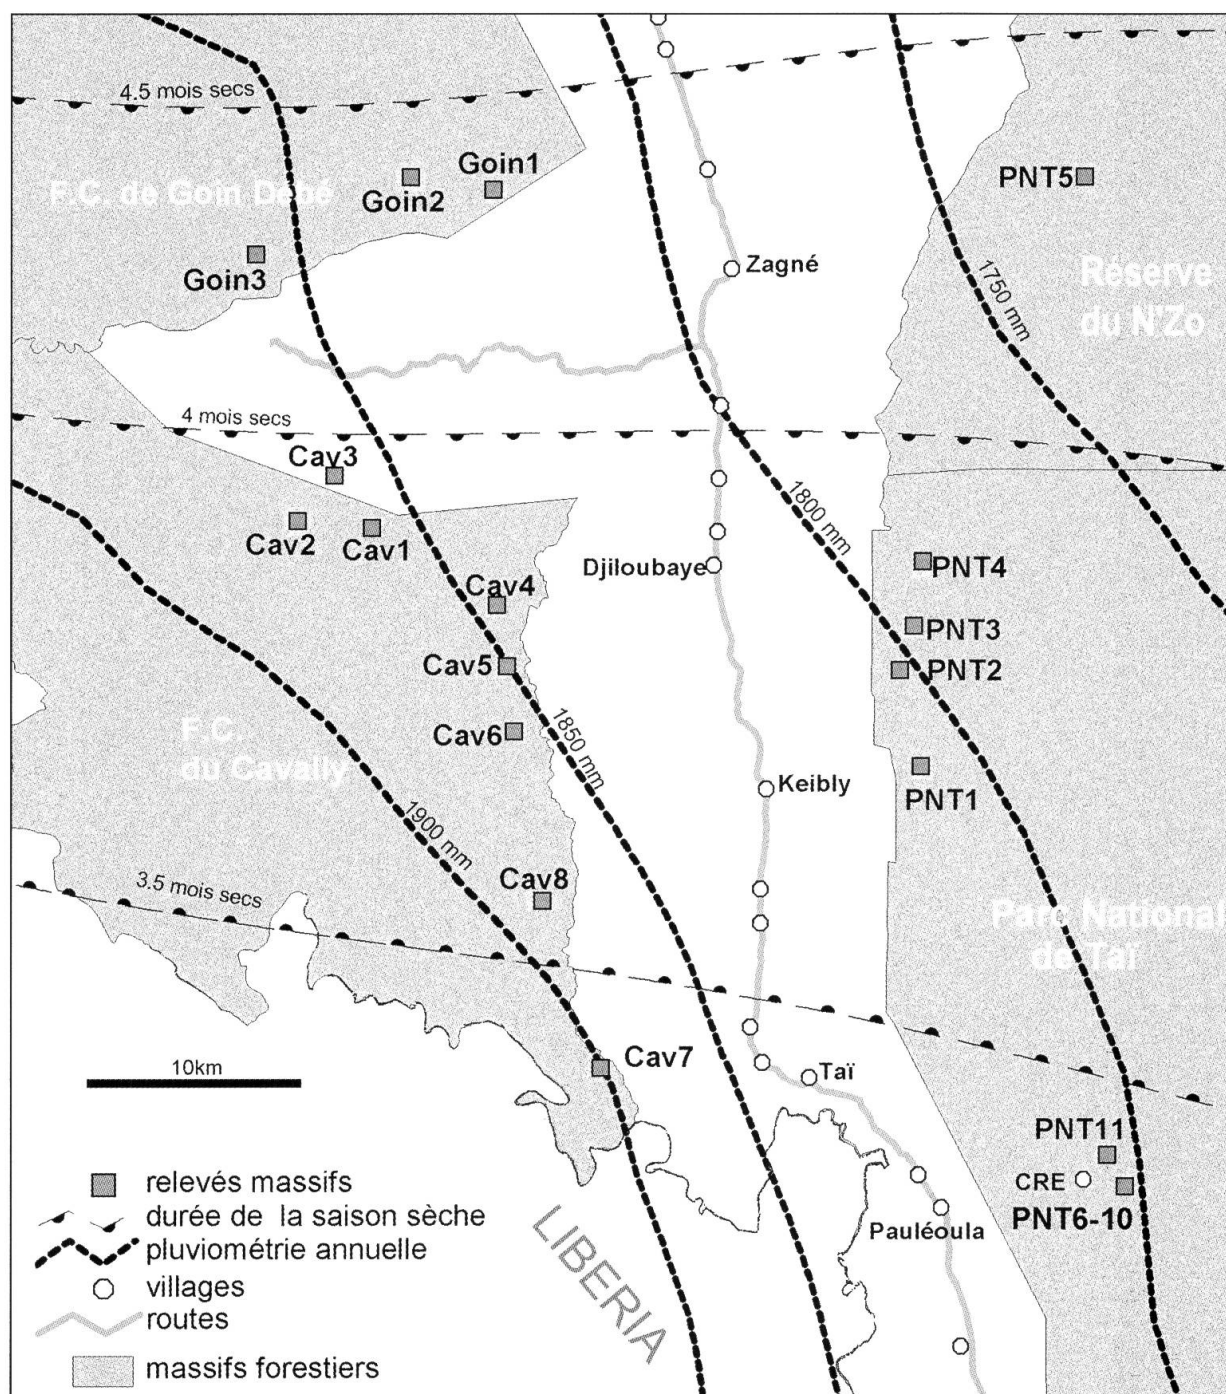 4.5 mois secs
F.C. de Goin Débé
Goin1
Goin2
Goin3
PNT5
Zagné
1750 mm
Réserve
du N'Zo
4 mois secs
Cav3
Cav2
Cav1
1800 mm
Djiloubaye
PNT4
Cav4
PNT3
Cav5
PNT2
1850 mm
F.C.
du Cavally
Cav6
Keibly
PNT1
1900 mm
3.5 mois secs
Cav8
Parc National
de Taï
10km
Cav7
Taï
PNT11
CRE
PNT6-10
Pauléoula
LIBERIA
relevés massifs
durée de la saison sèche
pluviométrie annuelle
villages
routes
massifs forestiers